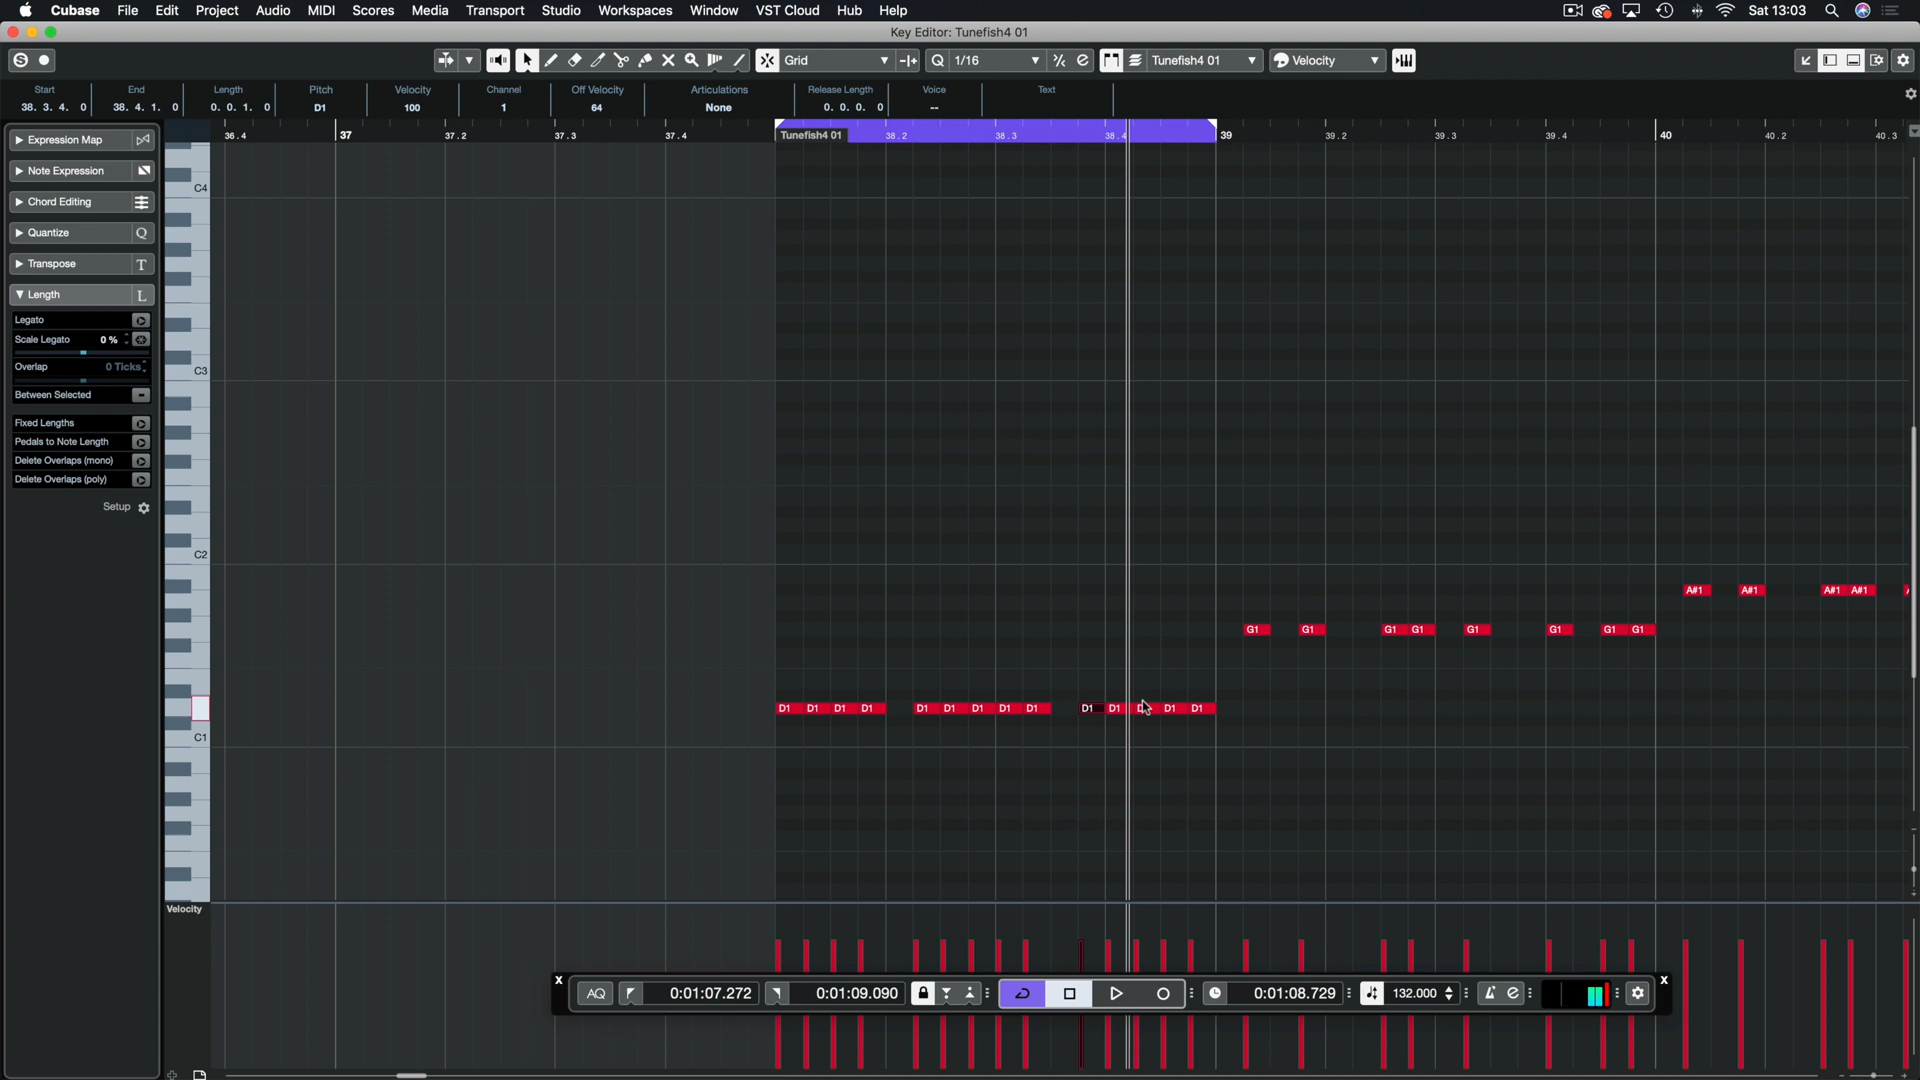 Cubase File Edit Project Audio MIDI Scores Media Transport Studio Workspaces Window VST Cloud Hub Help Sat 13:03
Key Editor: Tunefish4 01
S Grid Q 1/16 Tunefish4 01 Velocity
Start End Length Pitch Velocity Channel Off Velocity Articulations Release Length Voice Text
38. 3. 4. 0 38. 4. 1. 0 0. 0. 1. 0 D1 100 1 64 None 0. 0. 0. 0 --
36.4 37 37.2 37.3 37.4 Tunefish4 01 38.2 38.3 38.4 39 39.2 39.3 39.4 40 40.2 40.3
Expression Map
Note Expression
Chord Editing
Quantize Q
Transpose T
Length L
Legato
Scale Legato 0 %
Overlap 0 Ticks
Between Selected
Fixed Lengths
Pedals to Note Length
Delete Overlaps (mono)
Delete Overlaps (poly)
Setup
C4
C3
C2
A#1 A#1 A#1 A#1
G1 G1 G1 G1 G1 G1 G1 G1
D1 D1 D1 D1 D1 D1 D1 D1 D1 D1 D1 D1 D1
C1
Velocity
X X
AQ 0:01:07.272 0:01:09.090 0:01:08.729 132.000